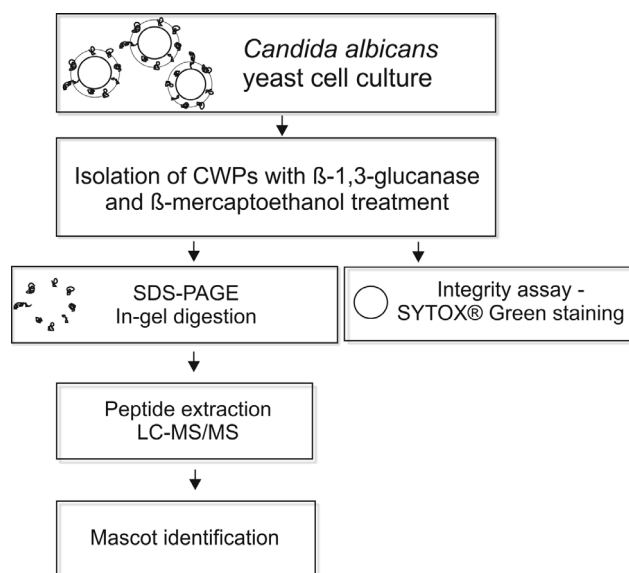 Candida albicans
yeast cell culture
Isolation of CWPs with ß-1,3-glucanase
and ß-mercaptoethanol treatment
SDS-PAGE
In-gel digestion
Integrity assay -
SYTOX® Green staining
Peptide extraction
LC-MS/MS
Mascot identification